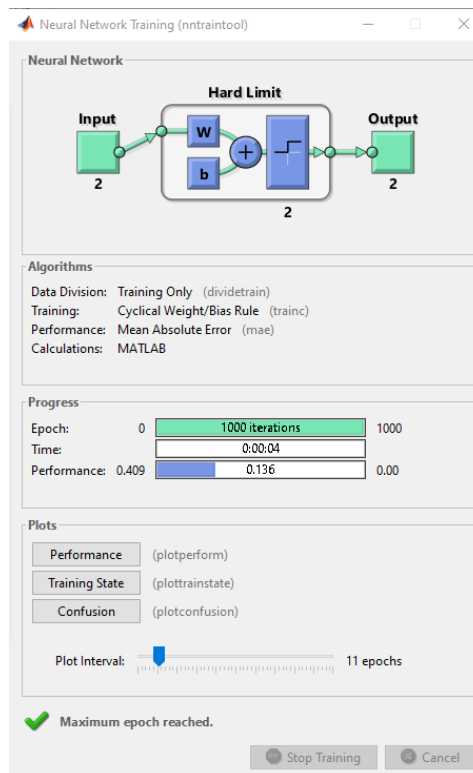 Neural Network Training (nntraintool)
Neural Network
Hard Limit
Input
Output
W
b
+
2
2
2
Algorithms
Data Division: Training Only (dividetrain)
Training: Cyclical Weight/Bias Rule (trainc)
Performance: Mean Absolute Error (mae)
Calculations: MATLAB
Progress
Epoch: 0 1000 iterations 1000
Time: 0:00:04
Performance: 0.409 0.136 0.00
Plots
Performance (plotperform)
Training State (plottrainstate)
Confusion (plotconfusion)
Plot Interval: 11 epochs
Maximum epoch reached.
Stop Training Cancel